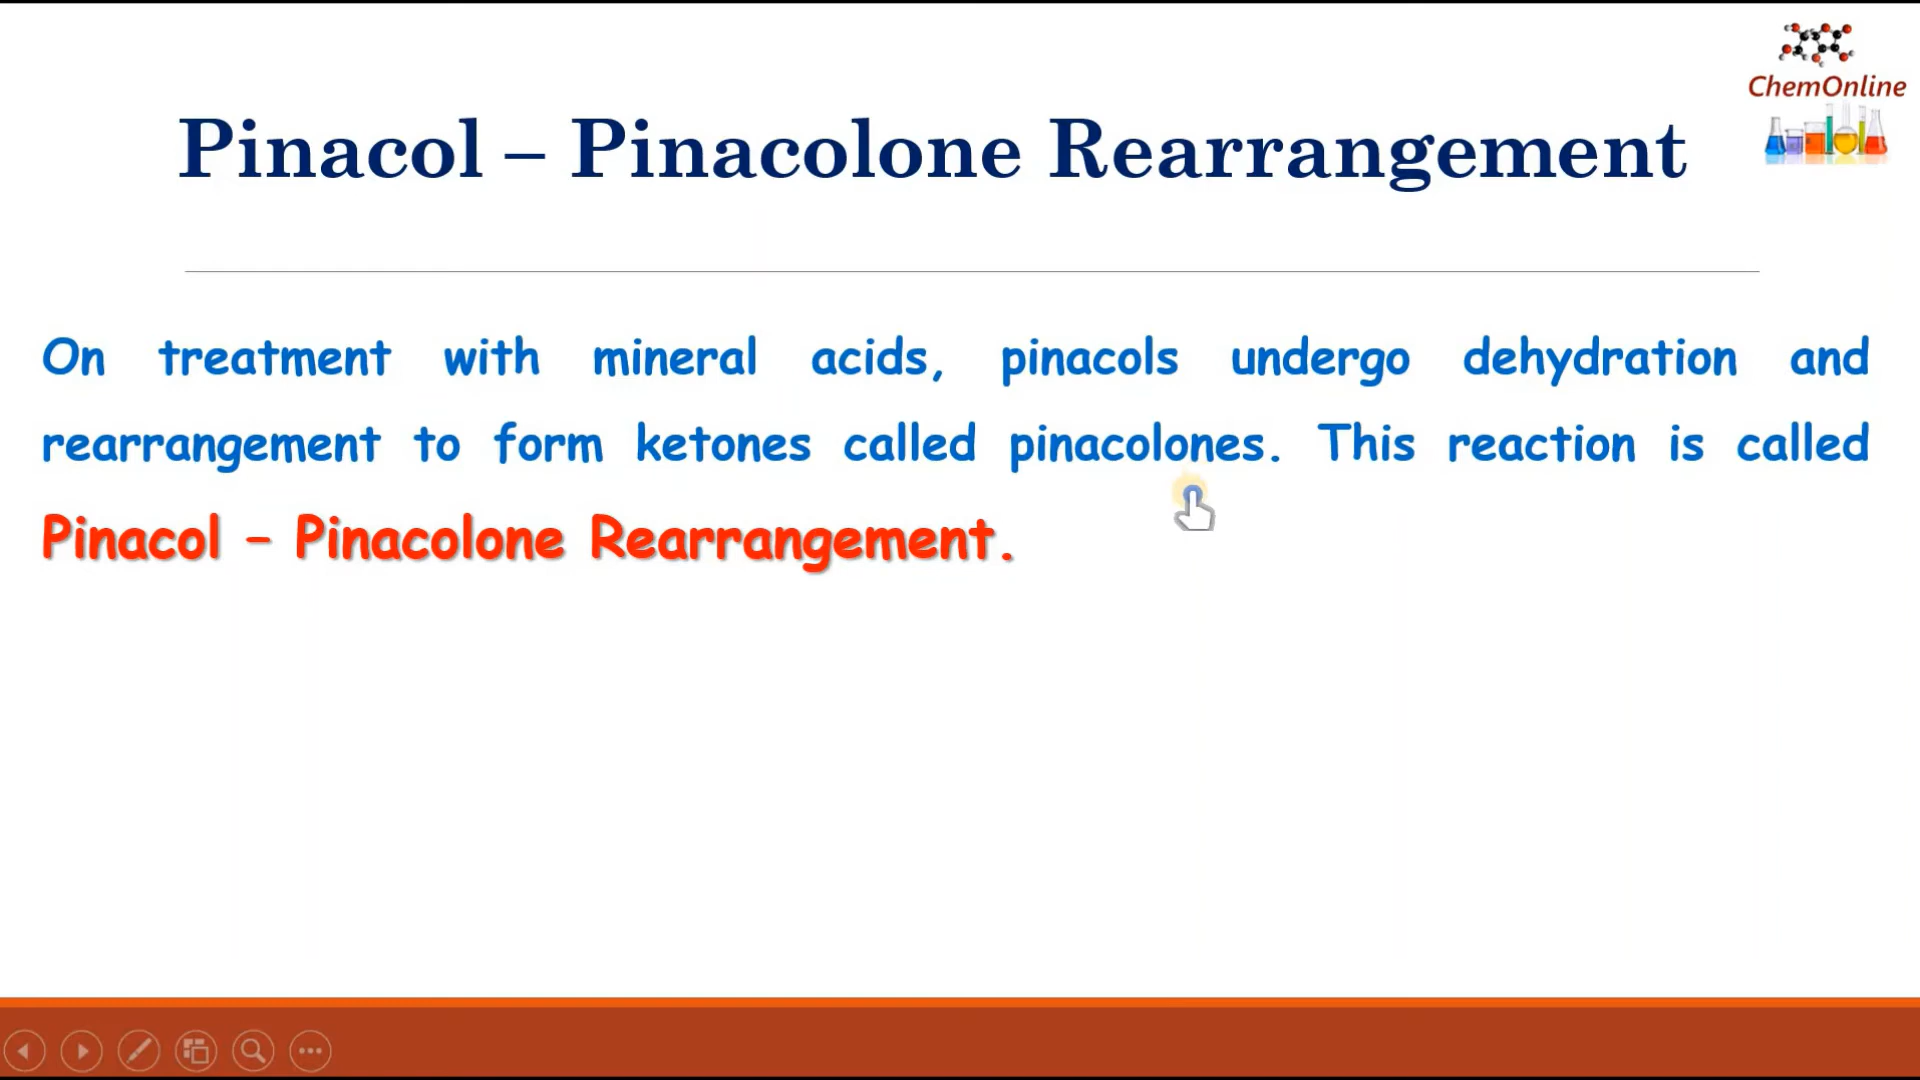 ChemOnline
Pinacol – Pinacolone Rearrangement
On treatment with mineral acids, pinacols undergo dehydration and
rearrangement to form ketones called pinacolones. This reaction is called
Pinacol – Pinacolone Rearrangement.